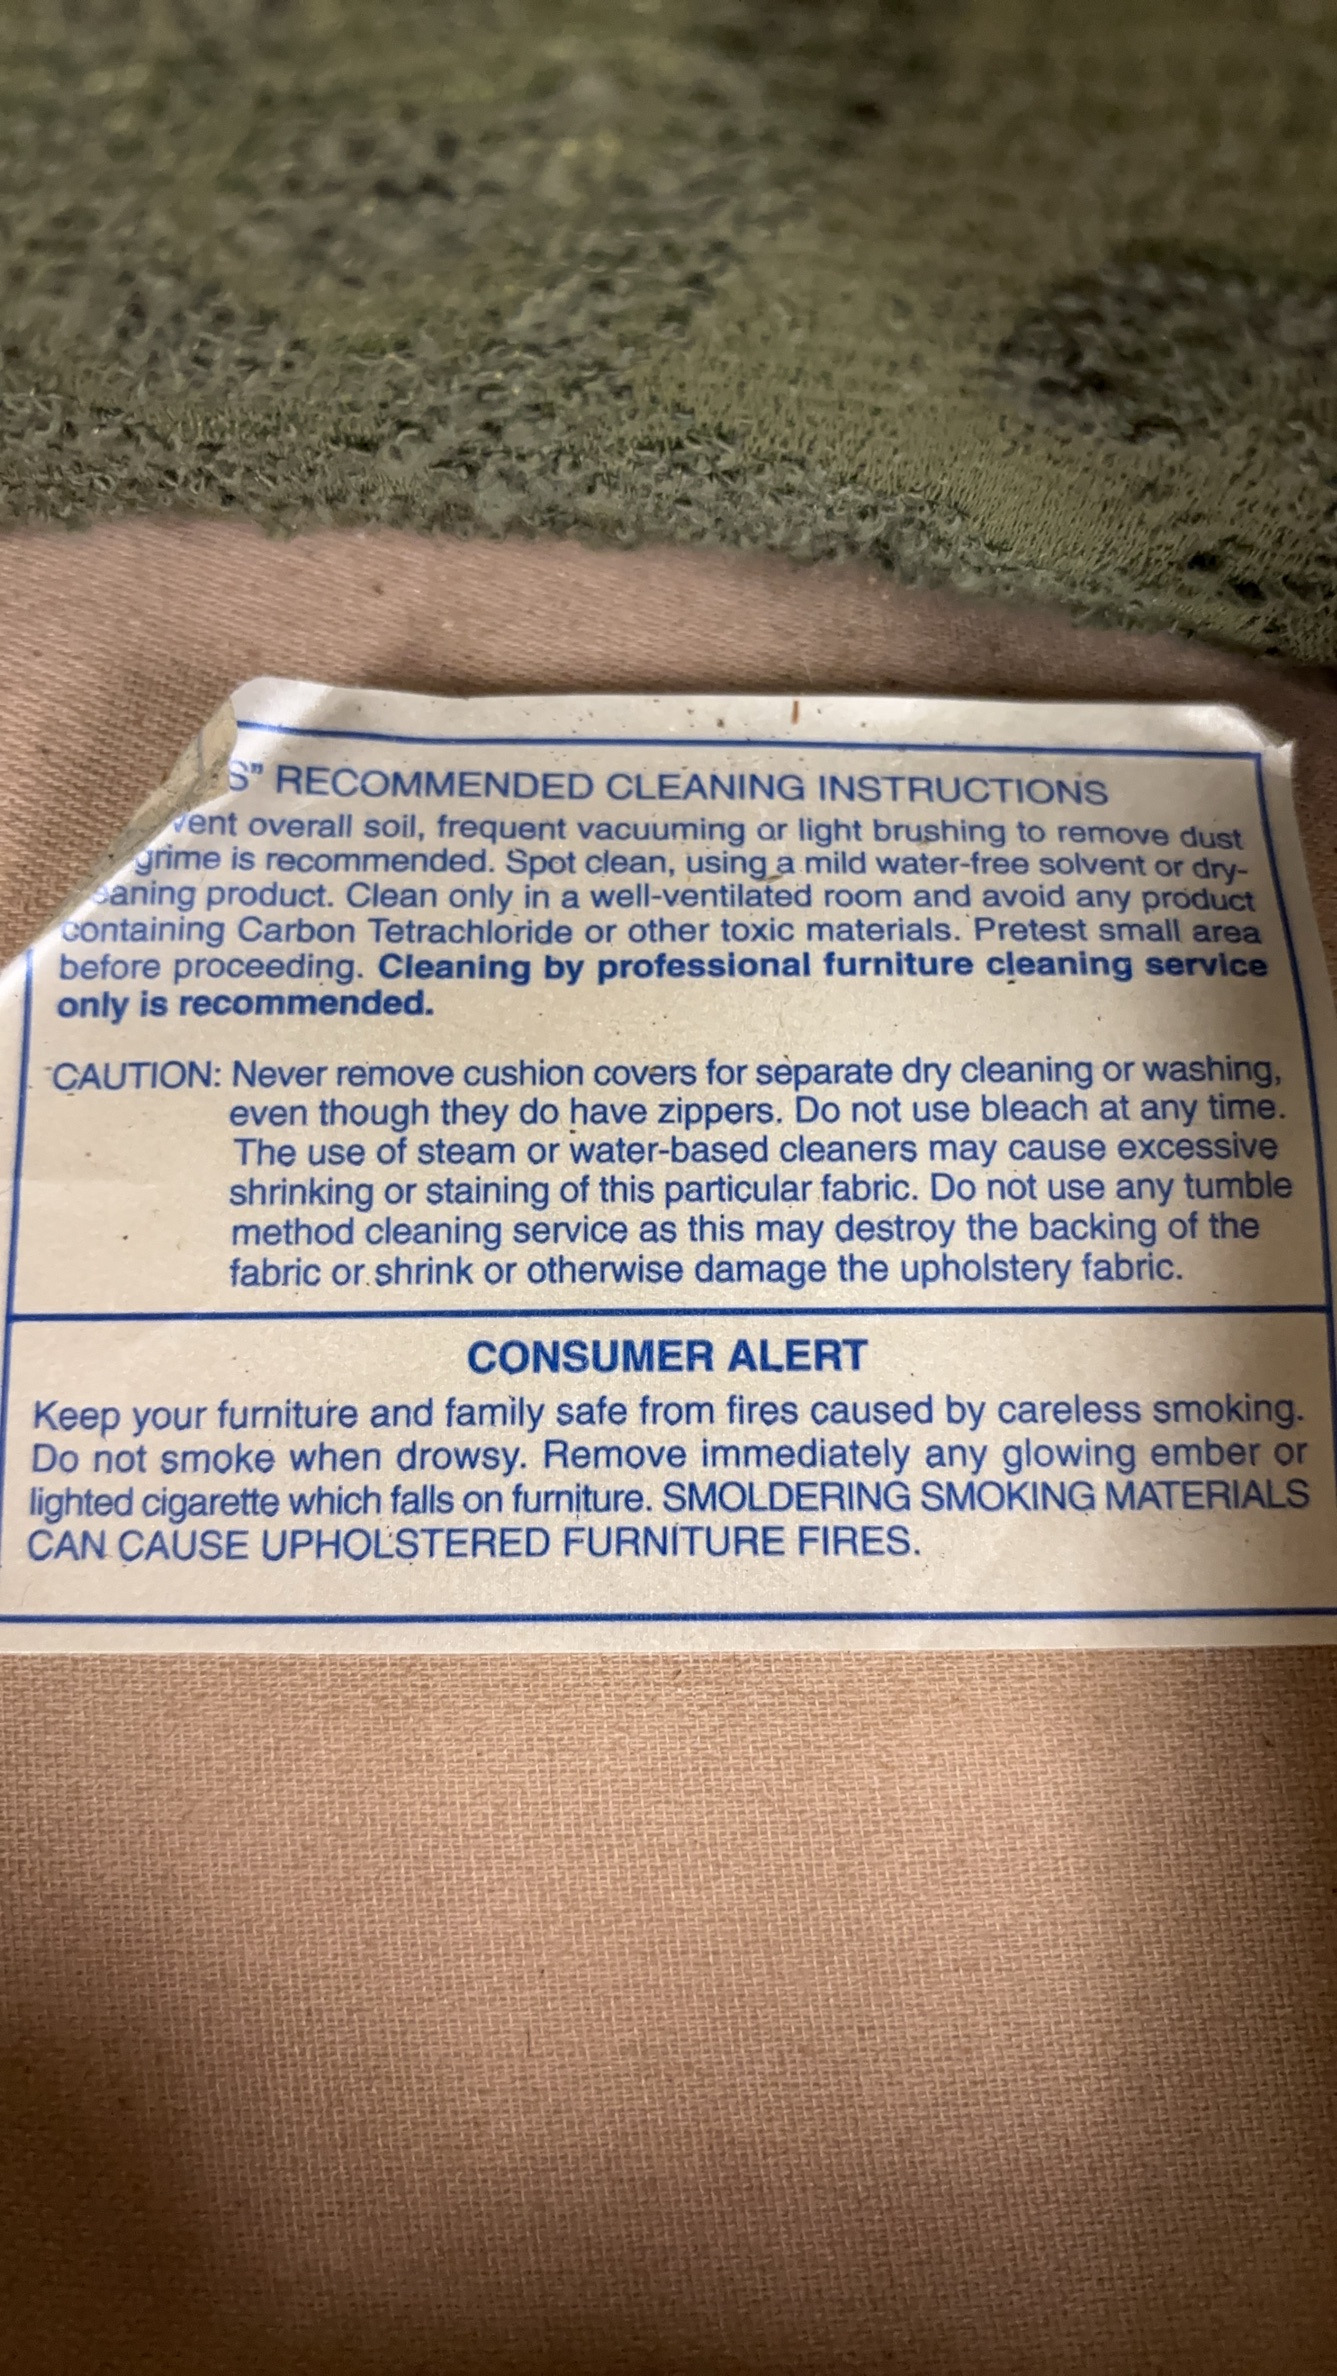 S” RECOMMENDED CLEANING INSTRUCTIONS
overall soil, frequent vacuuming or light brushing to remove dust
grime is recommended. Spot clean, using a mild water-free solvent or dry-
eaning product. Clean only in a well-ventilated room and avoid any product
containing Carbon Tetrachloride or other toxic materials. Pretest small area
before proceeding. Cleaning by professional furniture cleaning service
only is recommended.
CAUTION: Never remove cushion covers for separate dry cleaning or washing,
even though they do have zippers. Do not use bleach at any time.
The use of steam or water-based cleaners may cause excessive
shrinking or staining of this particular fabric. Do not use any tumble
method cleaning service as this may destroy the backing of the
fabric or shrink or otherwise damage the upholstery fabric.
CONSUMER ALERT
Keep your furniture and family safe from fires caused by careless smoking.
Do not smoke when drowsy. Remove immediately any glowing ember or
lighted cigarette which falls on furniture. SMOLDERING SMOKING MATERIALS
CAN CAUSE UPHOLSTERED FURNITURE FIRES.